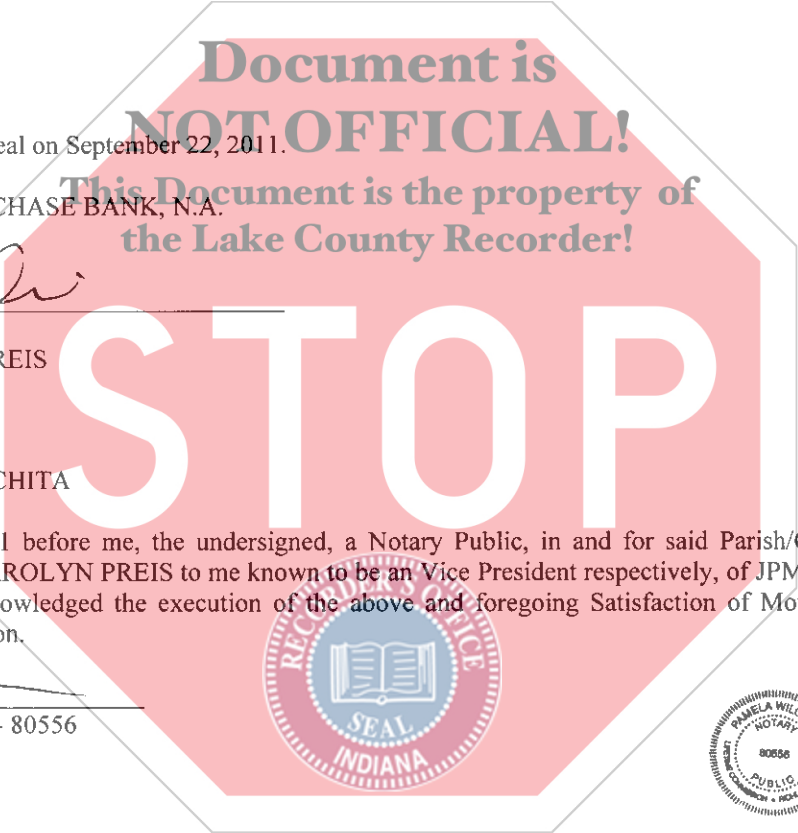 Document is
NOT OFFICIAL!
eal on September 22, 2011.
This Document is the property of
CHASE BANK, N.A.
the Lake County Recorder!
REIS
STOP
CHITA
l before me, the undersigned, a Notary Public, in and for said Parish/
ROLYN PREIS to me known to be an Vice President respectively, of JPM
owledged the execution of the above and foregoing Satisfaction of Mo
on.
RECORDER'S OFFICE
SEAL
INDIANA
- 80556
PAMELA
NOTARY
80556
PUBLIC
LIFETIME COMMISSION